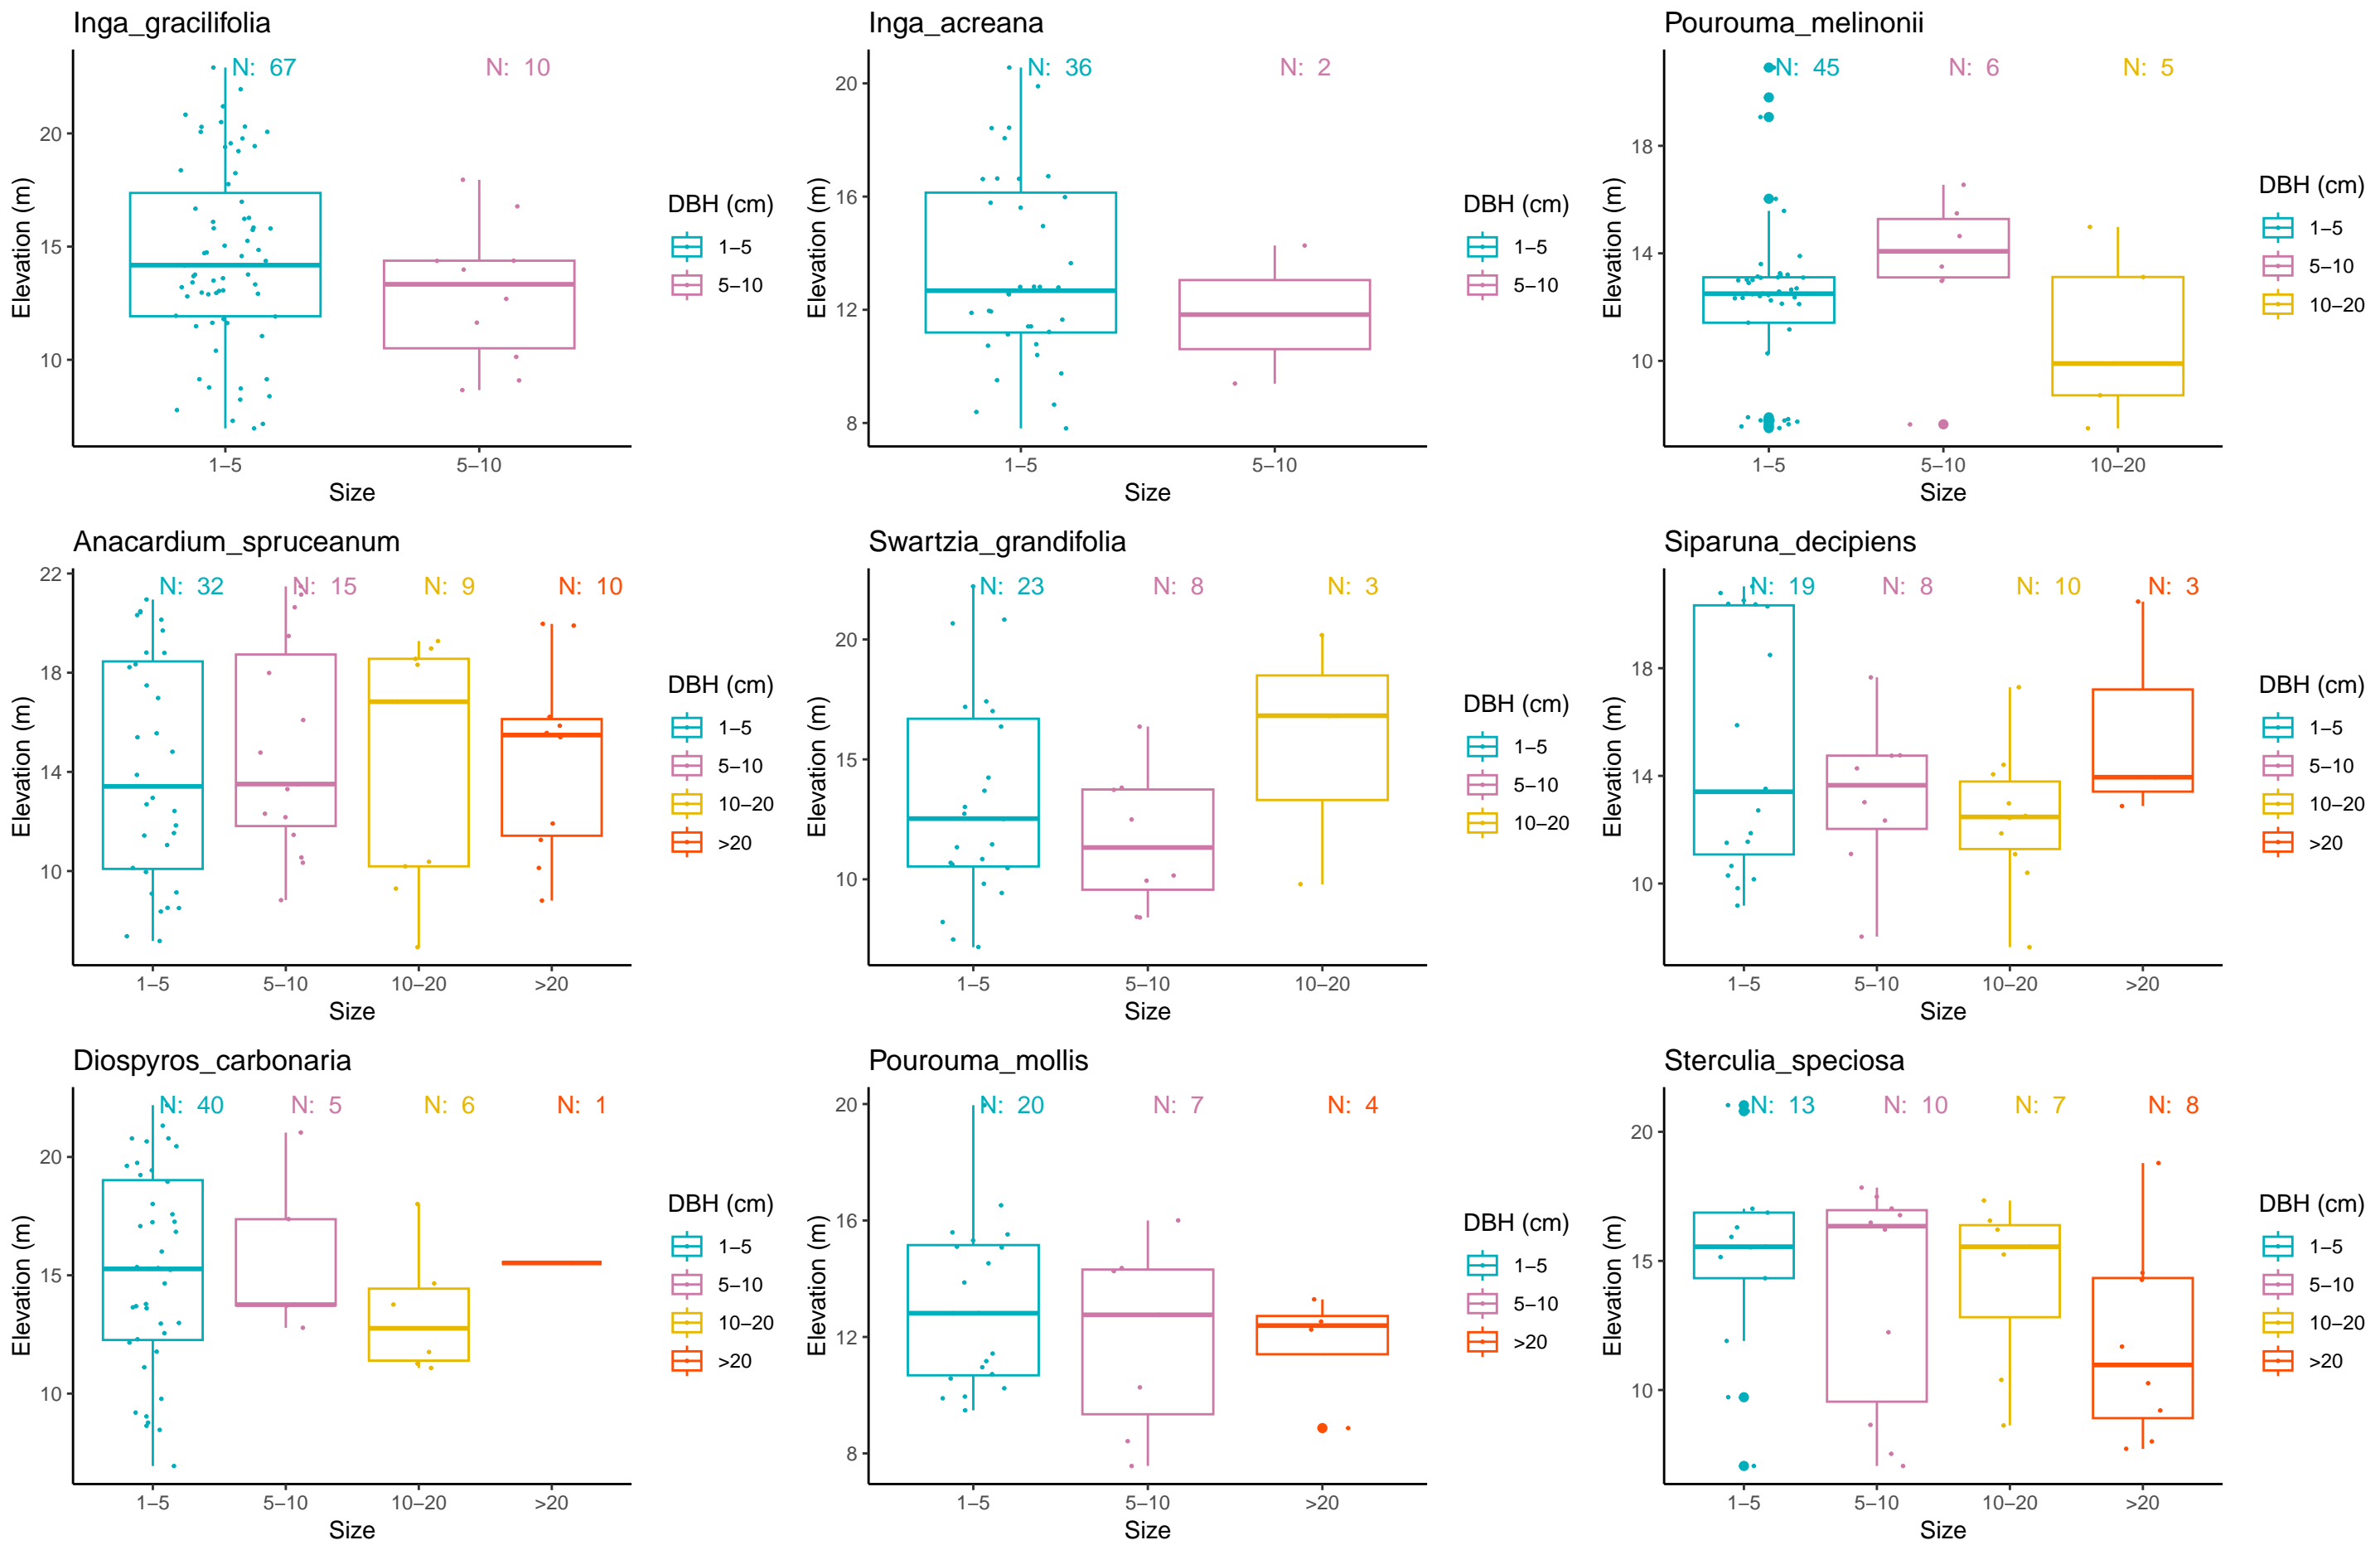 Inga_gracilifolia
N: 67
N: 10
Elevation (m)
20
15
10
1–5
5–10
Size
DBH (cm)
1–5
5–10
Inga_acreana
N: 36
N: 2
Elevation (m)
20
16
12
8
1–5
5–10
Size
DBH (cm)
1–5
5–10
Pourouma_melinonii
N: 45
N: 6
N: 5
Elevation (m)
18
14
10
1–5
5–10
10–20
Size
DBH (cm)
1–5
5–10
10–20
Anacardium_spruceanum
N: 32
N: 15
N: 9
N: 10
Elevation (m)
22
18
14
10
1–5
5–10
10–20
>20
Size
DBH (cm)
1–5
5–10
10–20
>20
Swartzia_grandifolia
N: 23
N: 8
N: 3
Elevation (m)
20
15
10
1–5
5–10
10–20
Size
DBH (cm)
1–5
5–10
10–20
Siparuna_decipiens
N: 19
N: 8
N: 10
N: 3
Elevation (m)
18
14
10
1–5
5–10
10–20
>20
Size
DBH (cm)
1–5
5–10
10–20
>20
Diospyros_carbonaria
N: 40
N: 5
N: 6
N: 1
Elevation (m)
20
15
10
1–5
5–10
10–20
>20
Size
DBH (cm)
1–5
5–10
10–20
>20
Pourouma_mollis
N: 20
N: 7
N: 4
Elevation (m)
20
16
12
8
1–5
5–10
>20
Size
DBH (cm)
1–5
5–10
>20
Sterculia_speciosa
N: 13
N: 10
N: 7
N: 8
Elevation (m)
20
15
10
1–5
5–10
10–20
>20
Size
DBH (cm)
1–5
5–10
10–20
>20